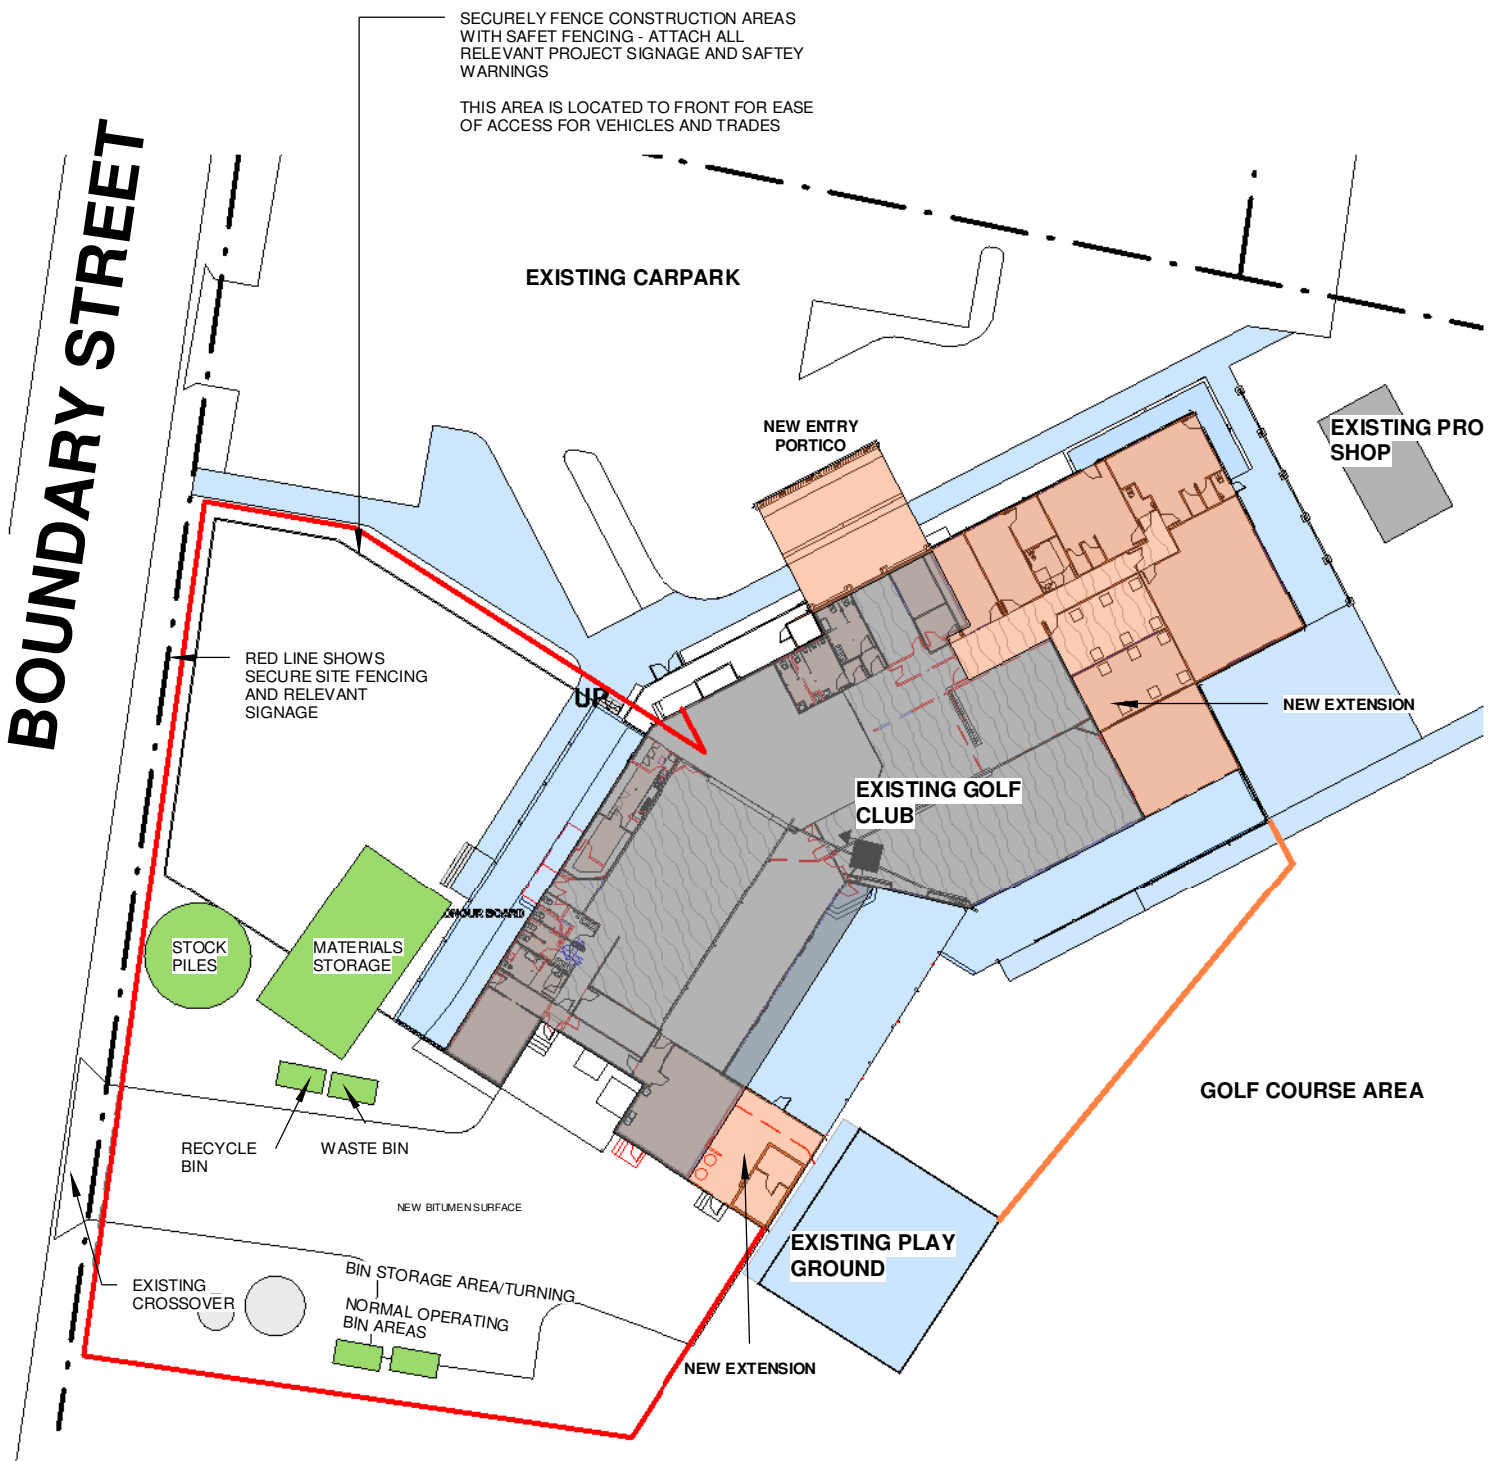 SECURELY FENCE CONSTRUCTION AREAS
WITH SAFET FENCING - ATTACH ALL
RELEVANT PROJECT SIGNAGE AND SAFTEY
WARNINGS
THIS AREA IS LOCATED TO FRONT FOR EASE
OF ACCESS FOR VEHICLES AND TRADES
BOUNDARY STREET
EXISTING CARPARK
NEW ENTRY
PORTICO
EXISTING PRO
SHOP
RED LINE SHOWS
SECURE SITE FENCING
AND RELEVANT
SIGNAGE
UP
NEW EXTENSION
EXISTING GOLF
CLUB
HONOUR BOARD
STOCK
PILES
MATERIALS
STORAGE
GOLF COURSE AREA
RECYCLE
BIN
WASTE BIN
NEW BITUMEN SURFACE
EXISTING PLAY
GROUND
EXISTING
CROSSOVER
BIN STORAGE AREA/TURNING
NORMAL OPERATING
BIN AREAS
NEW EXTENSION